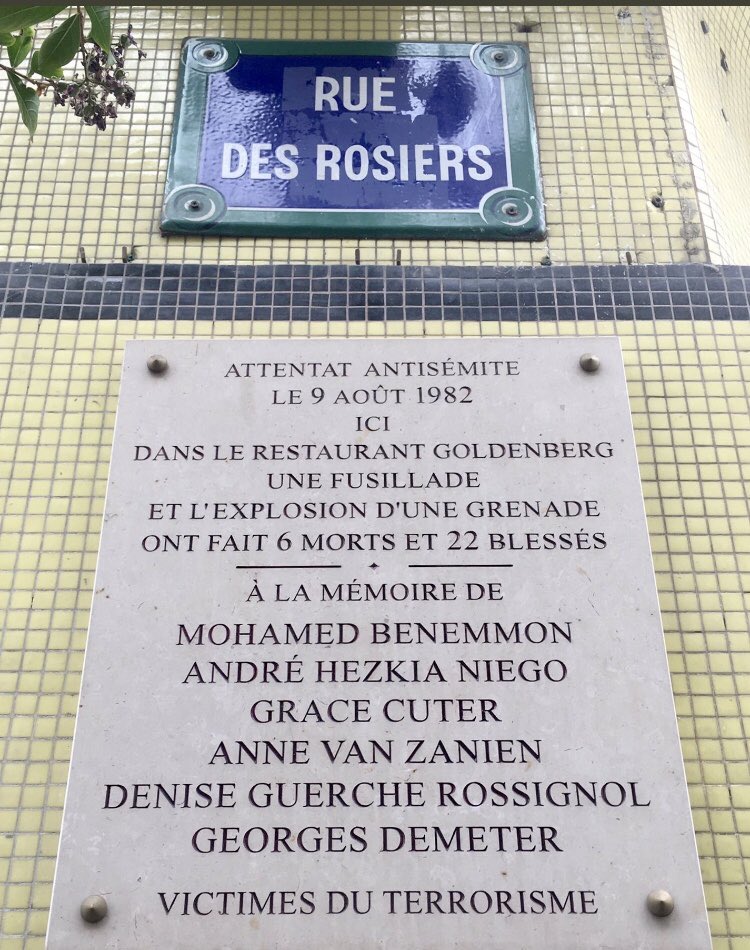 RUE
DES ROSIERS
ATTENTAT ANTISÉMITE
LE 9 AOÛT 1982
ICI
DANS LE RESTAURANT GOLDENBERG
UNE FUSILLADE
ET L'EXPLOSION D'UNE GRENADE
ONT FAIT 6 MORTS ET 22 BLESSÉS
À LA MÉMOIRE DE
MOHAMED BENEMMON
ANDRÉ HEZKIA NIEGO
GRACE CUTER
ANNE VAN ZANIEN
DENISE GUERCHE ROSSIGNOL
GEORGES DEMETER
VICTIMES DU TERRORISME